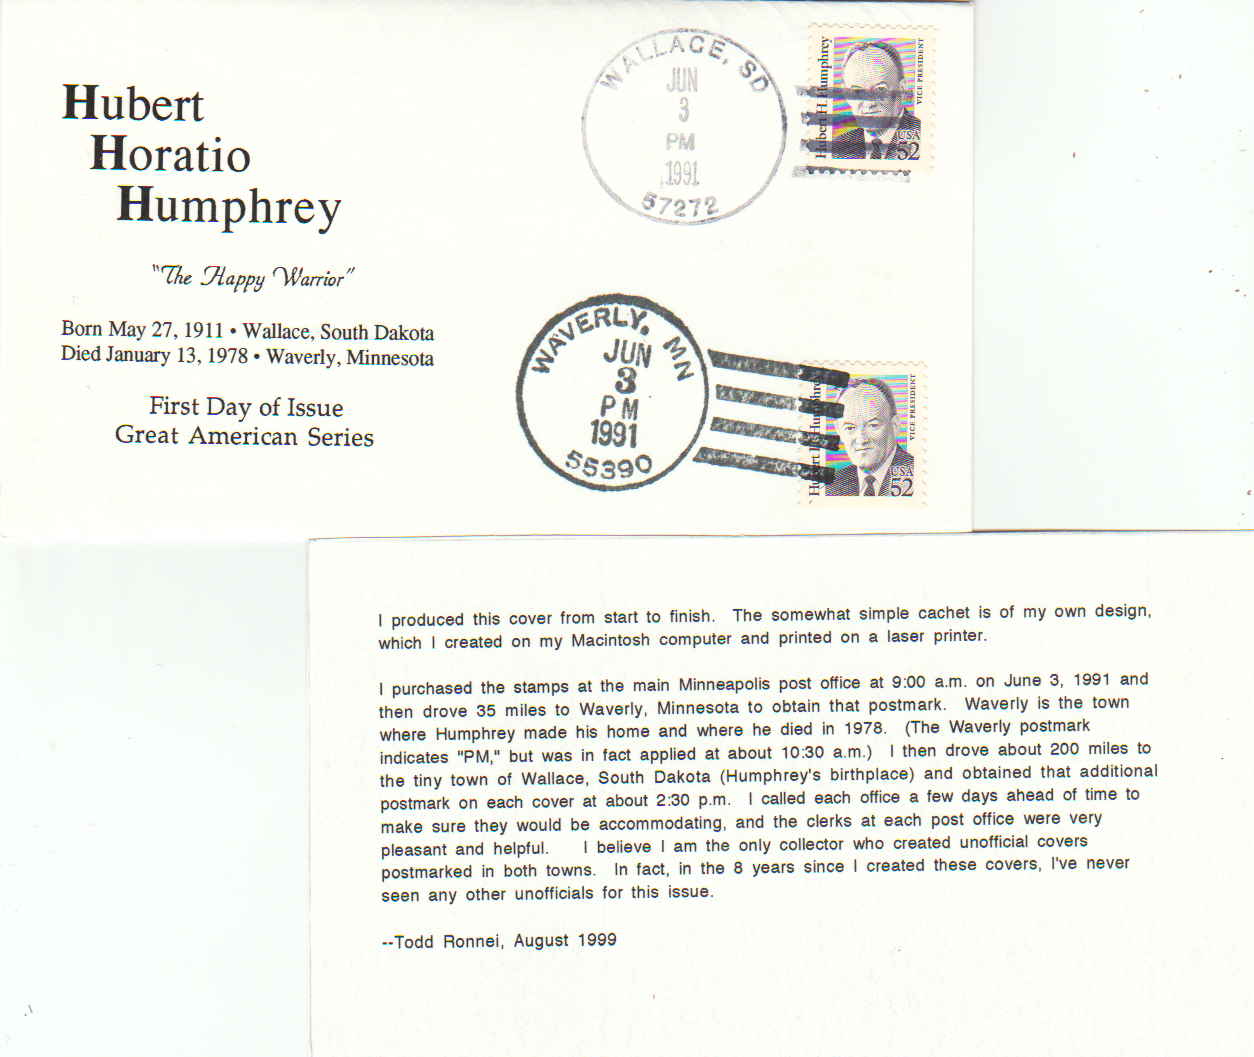 Hubert
Horatio
Humphrey
"The Happy Warrior"
Born May 27, 1911 • Wallace, South Dakota
Died January 13, 1978 • Waverly, Minnesota
First Day of Issue
Great American Series
WALLACE, SD
JUN
3
PM
1991
57272
Hubert H. Humphrey
VICE PRESIDENT
USA
52
WAVERLY, MN
JUN
3
PM
1991
55390
Hubert H. Humphrey
VICE PRESIDENT
USA
52
I produced this cover from start to finish. The somewhat simple cachet is of my own design,
which I created on my Macintosh computer and printed on a laser printer.
I purchased the stamps at the main Minneapolis post office at 9:00 a.m. on June 3, 1991 and
then drove 35 miles to Waverly, Minnesota to obtain that postmark. Waverly is the town
where Humphrey made his home and where he died in 1978. (The Waverly postmark
indicates "PM," but was in fact applied at about 10:30 a.m.) I then drove about 200 miles to
the tiny town of Wallace, South Dakota (Humphrey's birthplace) and obtained that additional
postmark on each cover at about 2:30 p.m. I called each office a few days ahead of time to
make sure they would be accommodating, and the clerks at each post office were very
pleasant and helpful. I believe I am the only collector who created unofficial covers
postmarked in both towns. In fact, in the 8 years since I created these covers, I've never
seen any other unofficials for this issue.
--Todd Ronnei, August 1999